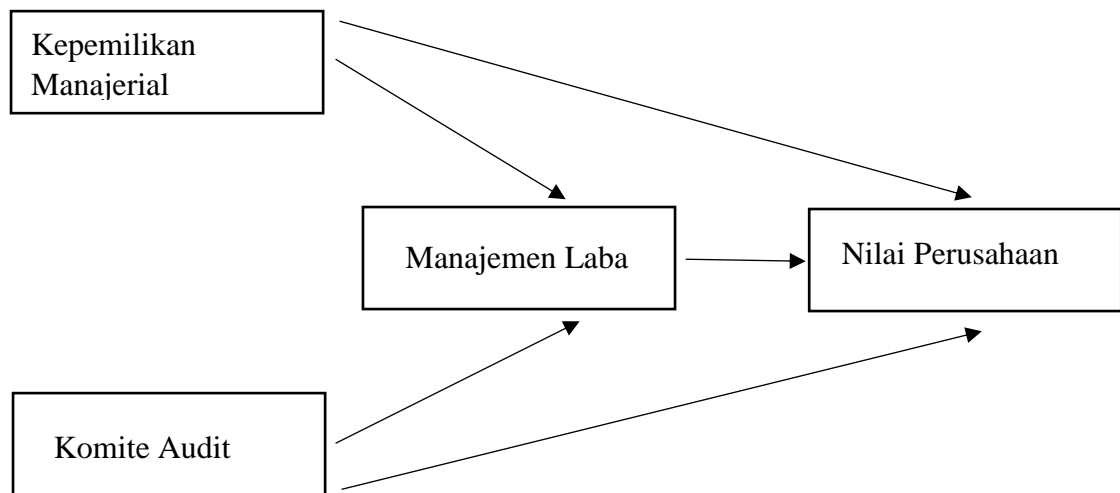 Kepemilikan
Manajerial
Manajemen Laba
Nilai Perusahaan
Komite Audit